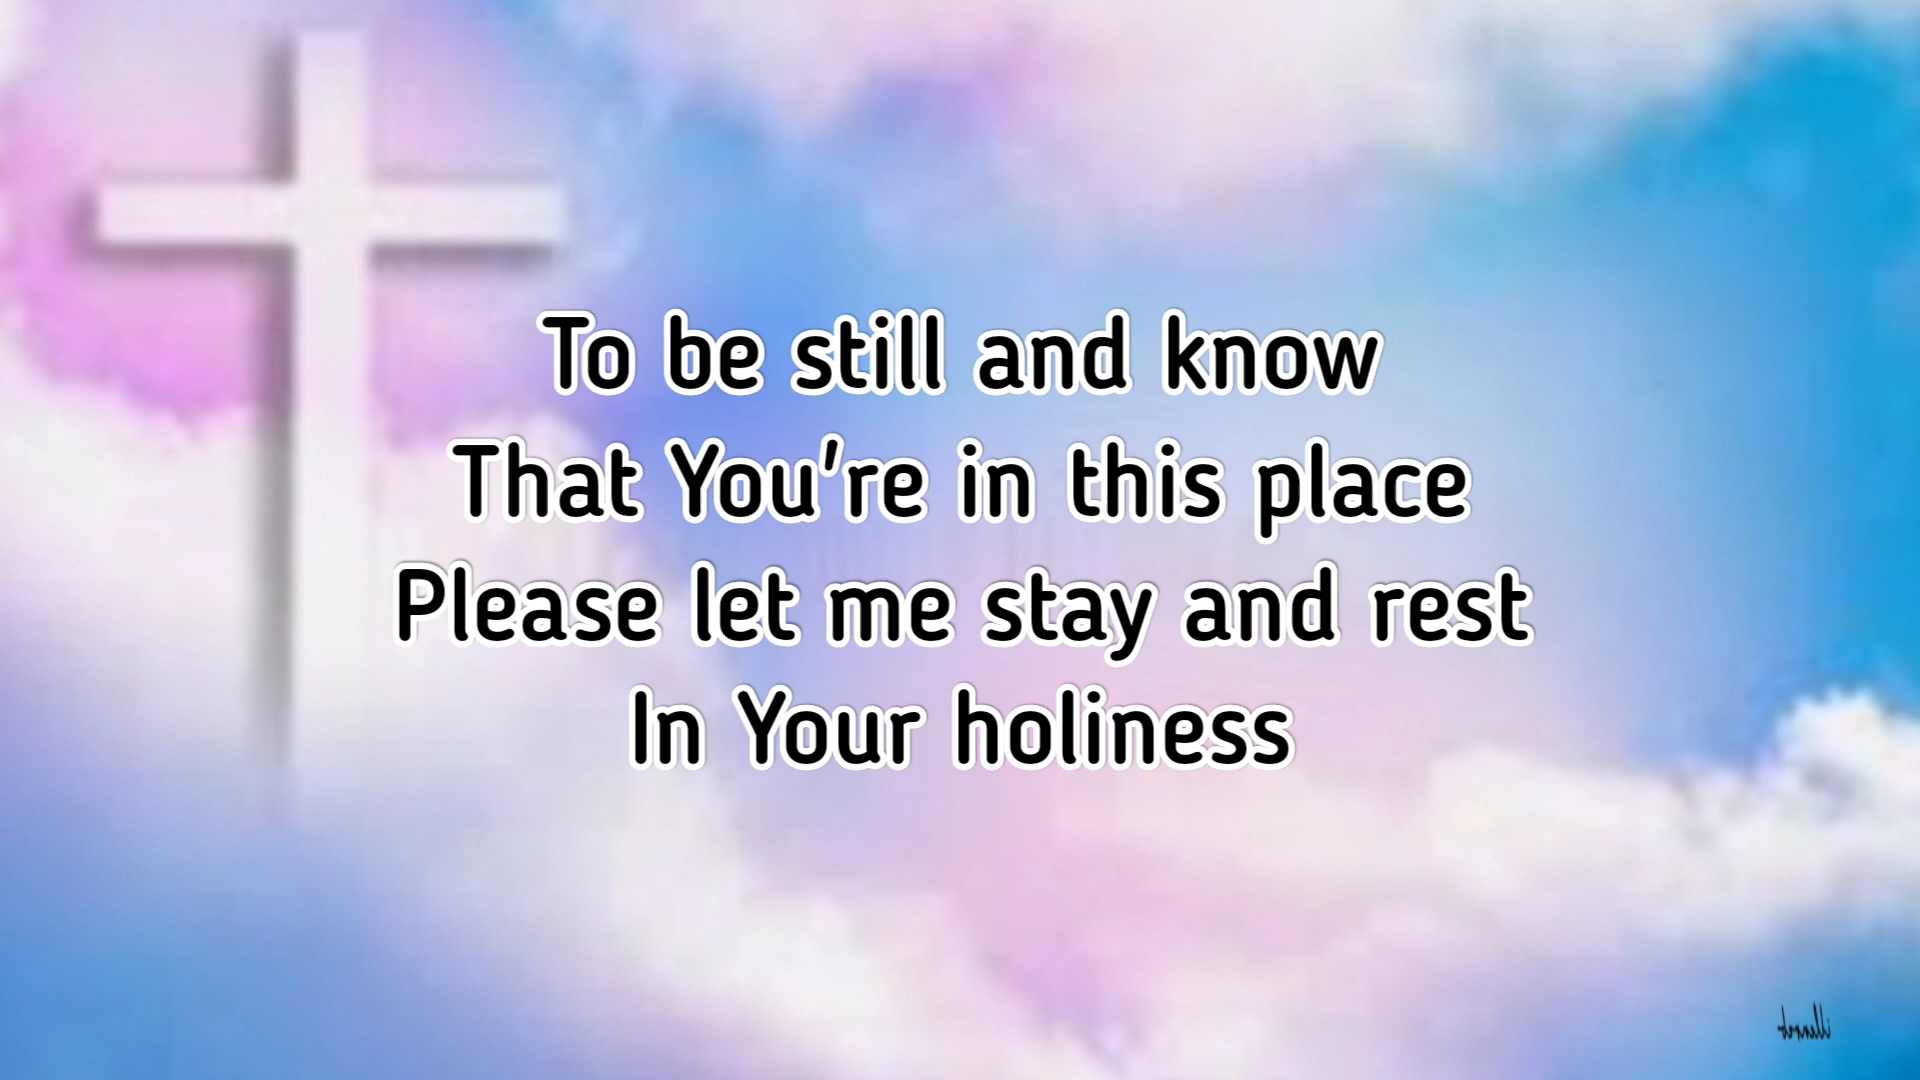 To be still and know
That You're in this place
Please let me stay and rest
In Your holiness